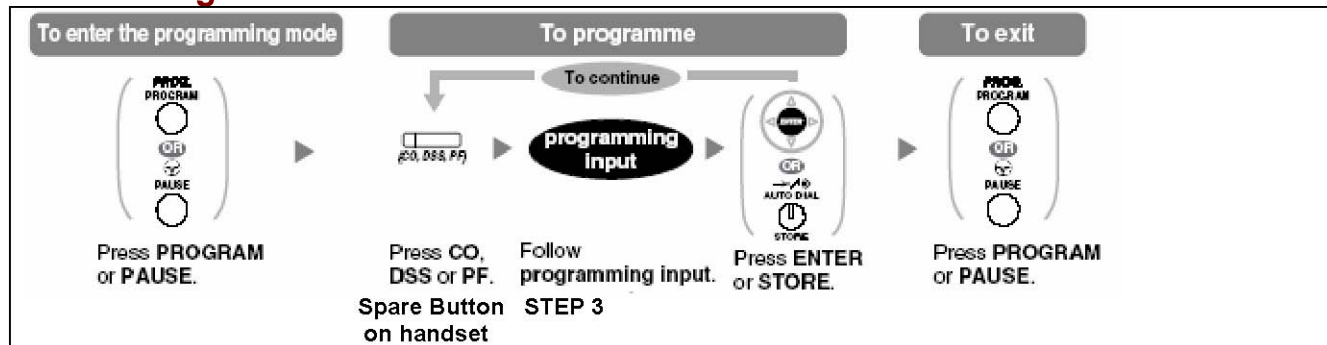 To enter the programming mode
To programme
To exit
To continue
PROG.
PROGRAM
OR
PAUSE
(CO, DSS, PF)
programming
input
ENTER
OR
AUTO DIAL
STORE
PROG.
PROGRAM
OR
PAUSE
Press PROGRAM
or PAUSE.
Press CO,
DSS or PF.
Follow
programming input.
Press ENTER
or STORE.
Press PROGRAM
or PAUSE.
Spare Button
on handset
STEP 3